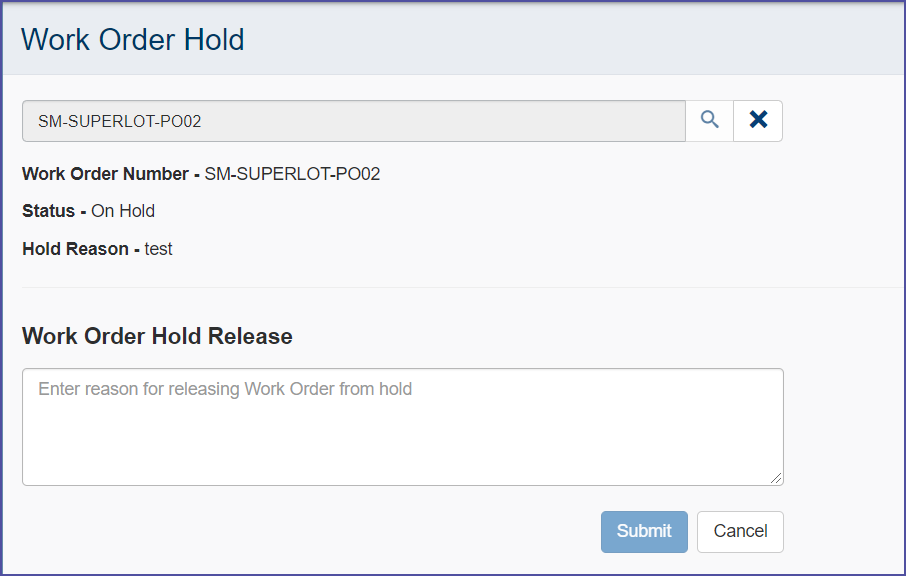 Work Order Hold
SM-SUPERLOT-PO02
Work Order Number - SM-SUPERLOT-PO02
Status - On Hold
Hold Reason - test
Work Order Hold Release
Enter reason for releasing Work Order from hold
Submit Cancel